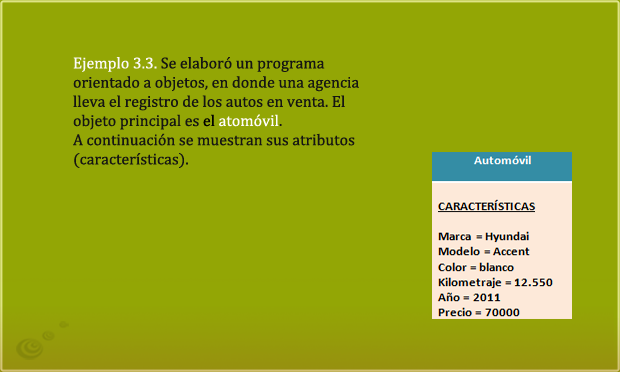 Ejemplo 3.3. Se elaboró un programa
orientado a objetos, en donde una agencia
lleva el registro de los autos en venta. El
objeto principal es el atomóvil.
A continuación se muestran sus atributos
(características).
Automóvil
CARACTERÍSTICAS
Marca = Hyundai
Modelo = Accent
Color = blanco
Kilometraje = 12.550
Año = 2011
Precio = 70000